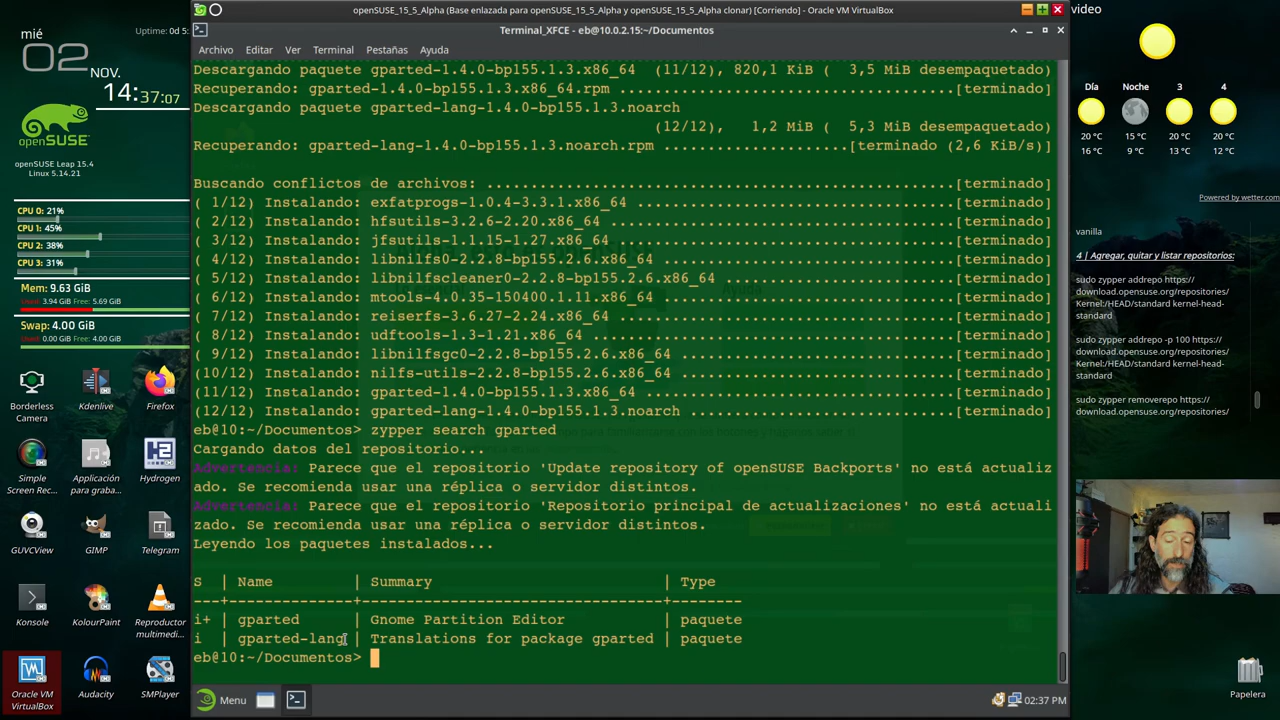 mié
Uptime: 0d 5:
02
NOV.
14:37:07
openSUSE
openSUSE Leap 15.4
Linux 5.14.21
CPU 0: 21%
CPU 1: 45%
CPU 2: 38%
CPU 3: 31%
Mem: 9.63 GiB
Used: 3.94 GiB Free: 5.69 GiB
Swap: 4.00 GiB
Used: 0.00 GiB Free: 4.00 GiB
Borderless
Camera
Kdenlive
Firefox
Simple
Screen Rec...
Aplicación
para graba...
Hydrogen
GUVCView
GIMP
Telegram
Konsole
KolourPaint
Reproductor
multimedi...
Oracle VM
VirtualBox
Audacity
SMPlayer
openSUSE_15_5_Alpha (Base enlazada para openSUSE_15_5_Alpha y openSUSE_15_5_Alpha clonar) [Corriendo] - Oracle VM VirtualBox
Terminal_XFCE - eb@10.0.2.15:~/Documentos
Archivo Editar Ver Terminal Pestañas Ayuda
Descargando paquete gparted-1.4.0-bp155.1.3.x86_64 (11/12), 820,1 KiB ( 3,5 MiB desempaquetado)
Recuperando: gparted-1.4.0-bp155.1.3.x86_64.rpm ......................................[terminado]
Descargando paquete gparted-lang-1.4.0-bp155.1.3.noarch
(12/12), 1,2 MiB ( 5,3 MiB desempaquetado)
Recuperando: gparted-lang-1.4.0-bp155.1.3.noarch.rpm ......................[terminado (2,6 KiB/s)]
Buscando conflictos de archivos: .....................................................[terminado]
( 1/12) Instalando: exfatprogs-1.0.4-3.3.1.x86_64 ....................................[terminado]
( 2/12) Instalando: hfsutils-3.2.6-2.20.x86_64 .......................................[terminado]
( 3/12) Instalando: jfsutils-1.1.15-1.27.x86_64 ......................................[terminado]
( 4/12) Instalando: libnilfs0-2.2.8-bp155.2.6.x86_64 .................................[terminado]
( 5/12) Instalando: libnilfscleaner0-2.2.8-bp155.2.6.x86_64 ..........................[terminado]
( 6/12) Instalando: mtools-4.0.35-150400.1.11.x86_64 .................................[terminado]
( 7/12) Instalando: reiserfs-3.6.27-2.24.x86_64 ......................................[terminado]
( 8/12) Instalando: udftools-1.3-1.21.x86_64 .........................................[terminado]
( 9/12) Instalando: libnilfsgc0-2.2.8-bp155.2.6.x86_64 ...............................[terminado]
(10/12) Instalando: nilfs-utils-2.2.8-bp155.2.6.x86_64 ...............................[terminado]
(11/12) Instalando: gparted-1.4.0-bp155.1.3.x86_64 ...................................[terminado]
(12/12) Instalando: gparted-lang-1.4.0-bp155.1.3.noarch ..............................[terminado]
eb@10:~/Documentos> zypper search gparted
Cargando datos del repositorio...
Advertencia: Parece que el repositorio 'Update repository of openSUSE Backports' no está actualiz
ado. Se recomienda usar una réplica o servidor distintos.
Advertencia: Parece que el repositorio 'Repositorio principal de actualizaciones' no está actuali
zado. Se recomienda usar una réplica o servidor distintos.
Leyendo los paquetes instalados...
S | Name | Summary | Type
---+--------------+---------------------------------+--------
i+ | gparted | Gnome Partition Editor | paquete
i | gparted-lang | Translations for package gparted | paquete
eb@10:~/Documentos>
Menu
02:37 PM
video
Día Noche 3 4
20 °C 15 °C 20 °C 20 °C
16 °C 9 °C 13 °C 12 °C
Powered by wetter.com
vanilla
4 | Agregar, quitar y listar repositorios:
sudo zypper addrepo https://
download.opensuse.org/repositories/
Kernel:/HEAD/standard kernel-head-
standard
sudo zypper addrepo -p 100 https://
download.opensuse.org/repositories/
Kernel:/HEAD/standard kernel-head-
standard
sudo zypper removerepo https://
download.opensuse.org/repositories/
Papelera